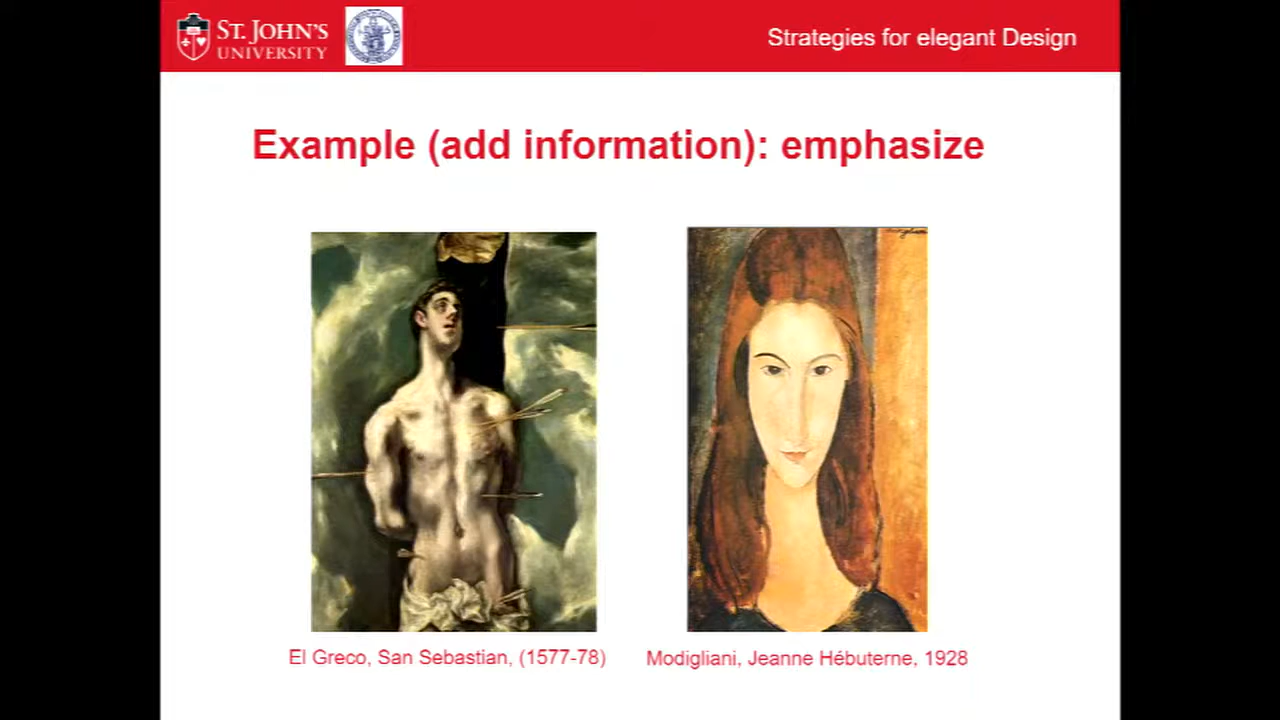 ST. JOHN'S
UNIVERSITY
Strategies for elegant Design
Example (add information): emphasize
El Greco, San Sebastian, (1577-78)
Modigliani, Jeanne Hébuterne, 1928